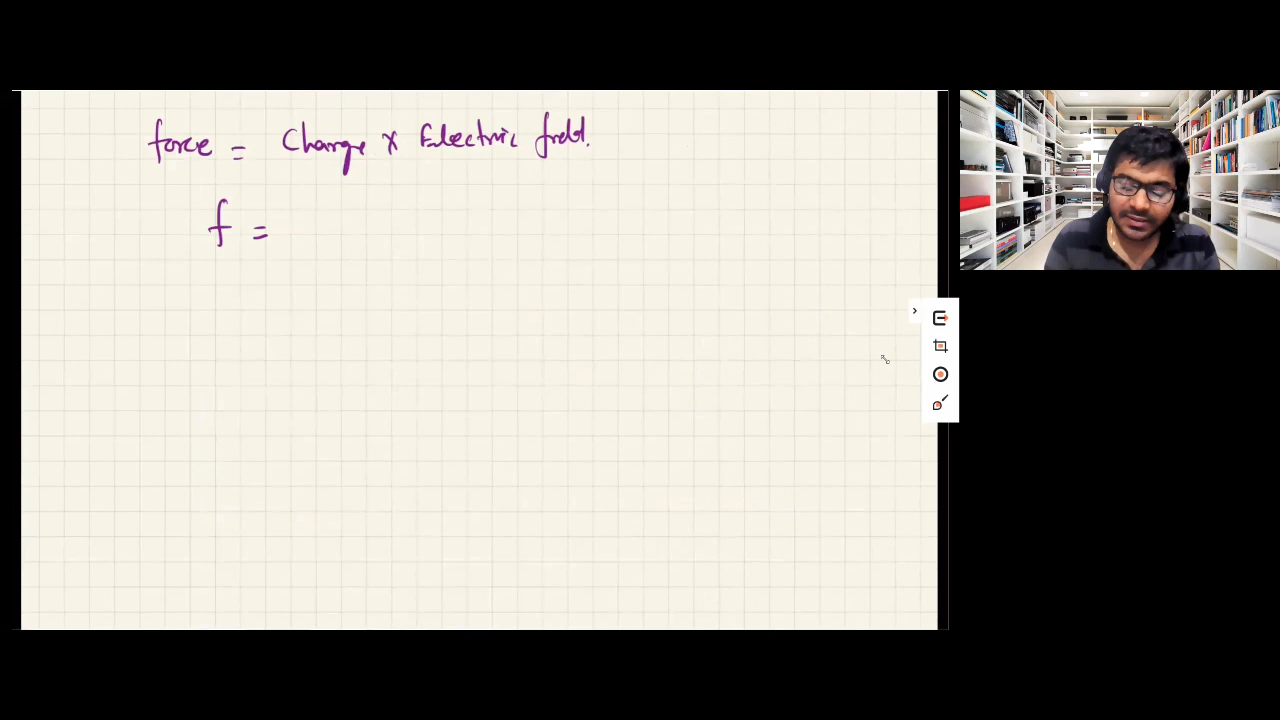 force = Charge x Electric field.
f =